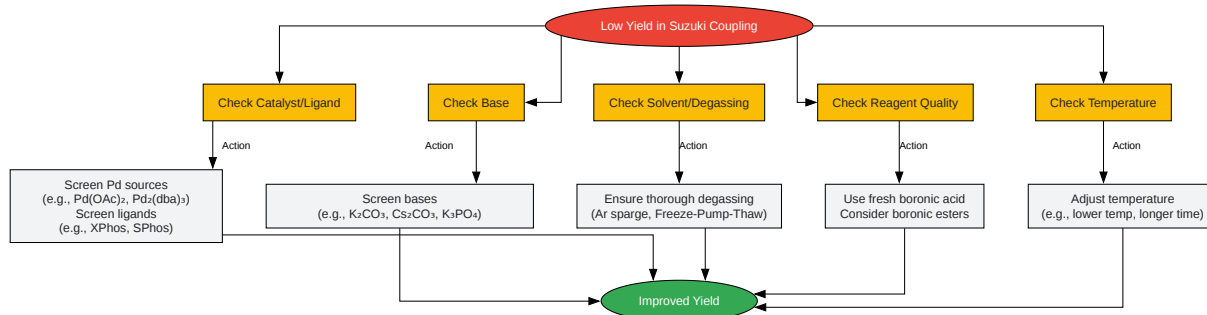 Low Yield in Suzuki Coupling
Check Catalyst/Ligand
Check Base
Check Solvent/Degassing
Check Reagent Quality
Check Temperature
Action
Action
Action
Action
Action
Screen Pd sources
(e.g., Pd(OAc)₂, Pd₂(dba)₃)
Screen ligands
(e.g., XPhos, SPhos)
Screen bases
(e.g., K₂CO₃, Cs₂CO₃, K₃PO₄)
Ensure thorough degassing
(Ar sparge, Freeze-Pump-Thaw)
Use fresh boronic acid
Consider boronic esters
Adjust temperature
(e.g., lower temp, longer time)
Improved Yield